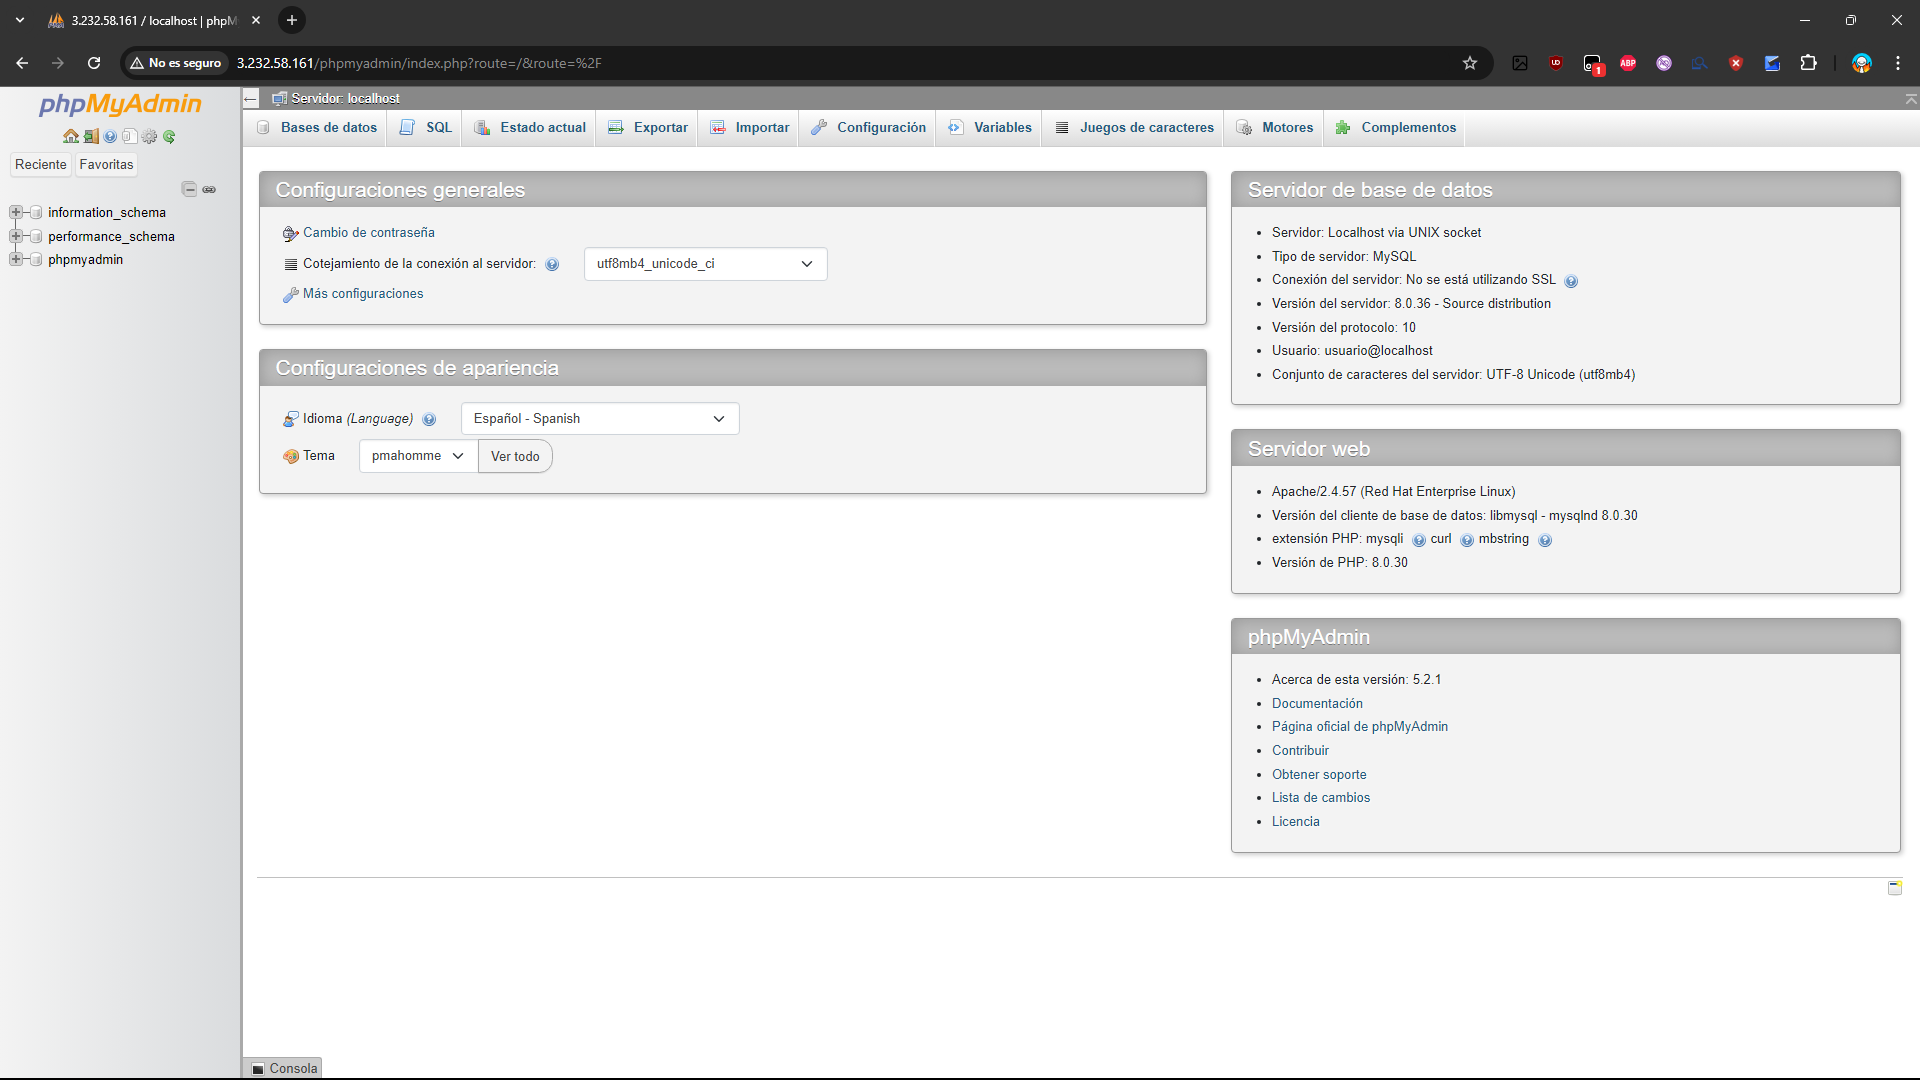 3.232.58.161 / localhost | phpM
No es seguro
3.232.58.161/phpmyadmin/index.php?route=/&route=%2F
1
ABP
phpMyAdmin
Reciente
Favoritas
information_schema
performance_schema
phpmyadmin
Servidor: localhost
Bases de datos
SQL
Estado actual
Exportar
Importar
Configuración
Variables
Juegos de caracteres
Motores
Complementos
Configuraciones generales
Cambio de contraseña
Cotejamiento de la conexión al servidor:
utf8mb4_unicode_ci
Más configuraciones
Configuraciones de apariencia
Idioma (Language)
Español - Spanish
Tema
pmahomme
Ver todo
Servidor de base de datos
Servidor: Localhost via UNIX socket
Tipo de servidor: MySQL
Conexión del servidor: No se está utilizando SSL
Versión del servidor: 8.0.36 - Source distribution
Versión del protocolo: 10
Usuario: usuario@localhost
Conjunto de caracteres del servidor: UTF-8 Unicode (utf8mb4)
Servidor web
Apache/2.4.57 (Red Hat Enterprise Linux)
Versión del cliente de base de datos: libmysql - mysqlnd 8.0.30
extensión PHP: mysqli curl mbstring
Versión de PHP: 8.0.30
phpMyAdmin
Acerca de esta versión: 5.2.1
Documentación
Página oficial de phpMyAdmin
Contribuir
Obtener soporte
Lista de cambios
Licencia
Consola